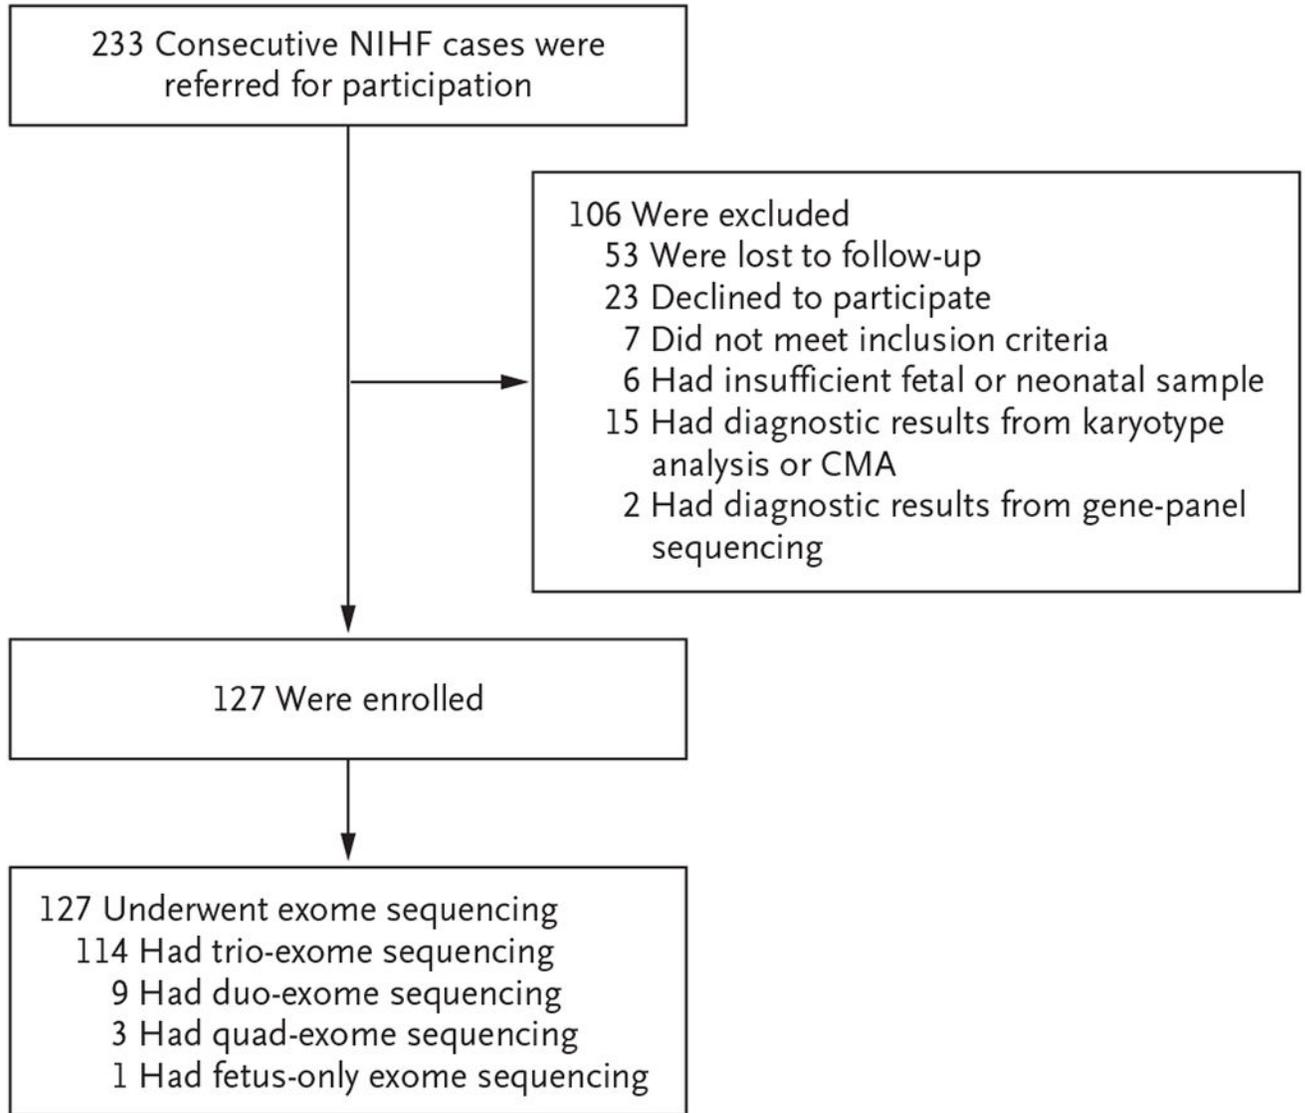 233 Consecutive NIHF cases were
referred for participation
106 Were excluded
53 Were lost to follow-up
23 Declined to participate
7 Did not meet inclusion criteria
6 Had insufficient fetal or neonatal sample
15 Had diagnostic results from karyotype
analysis or CMA
2 Had diagnostic results from gene-panel
sequencing
127 Were enrolled
127 Underwent exome sequencing
114 Had trio-exome sequencing
9 Had duo-exome sequencing
3 Had quad-exome sequencing
1 Had fetus-only exome sequencing